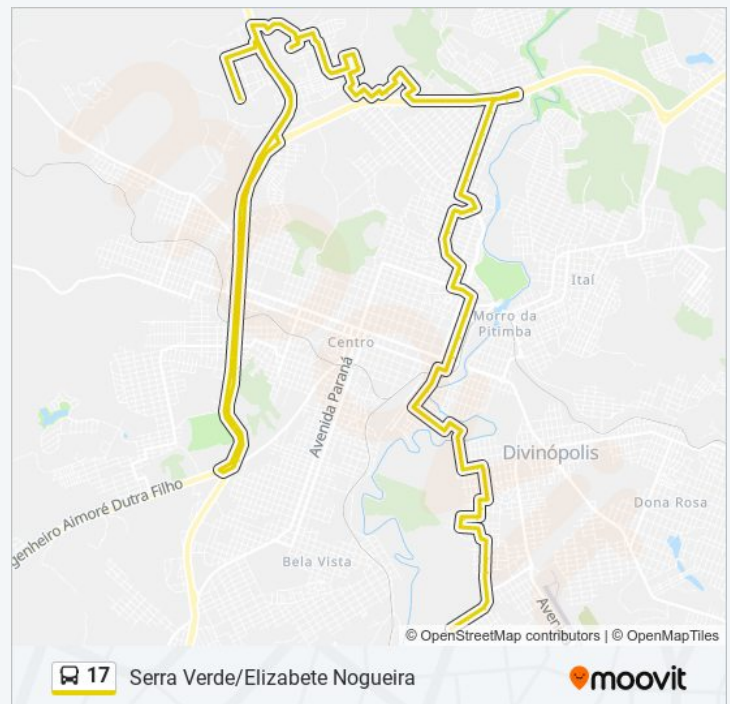 Itaí
Morro da
Pitimba
Centro
Avenida Paraná
Divinópolis
genheiro Aimoré Dutra Filho
Dona Rosa
Bela Vista
Aver
© OpenStreetMap contributors | © OpenMapTiles
17 Serra Verde/Elizabete Nogueira
moovit